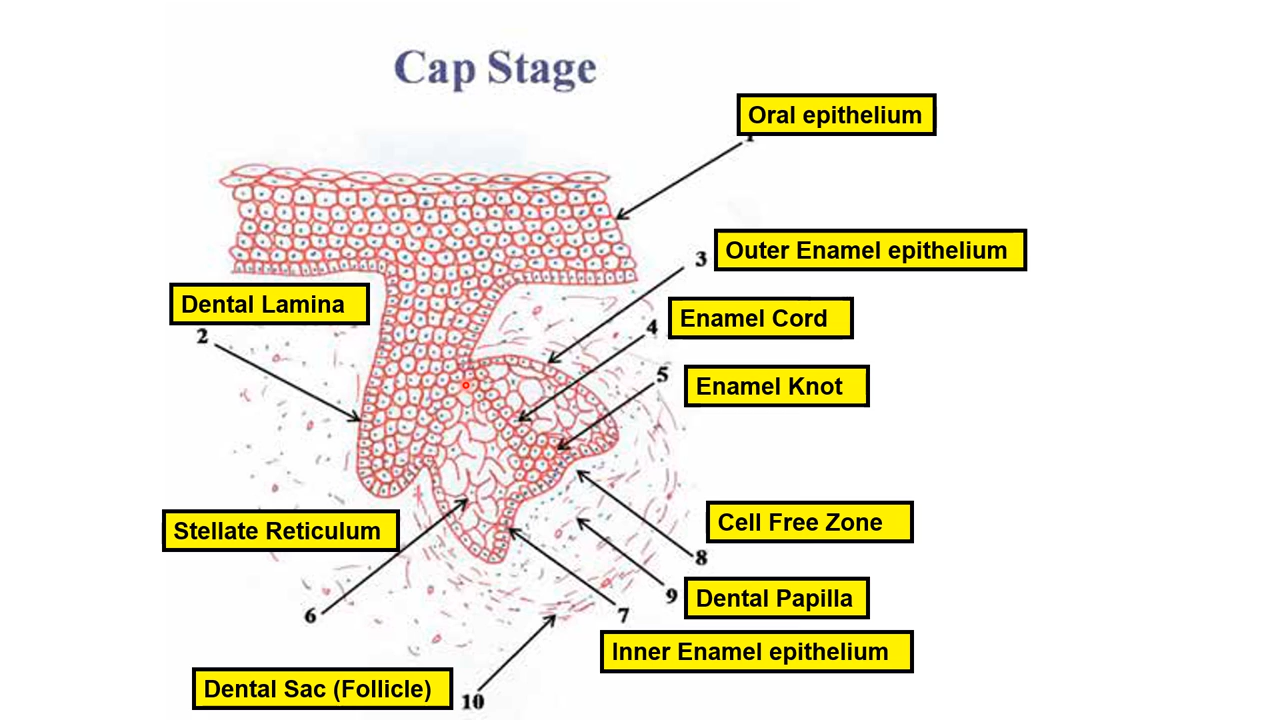 Cap Stage
Oral epithelium
1
3 Outer Enamel epithelium
Dental Lamina
2
4 Enamel Cord
5 Enamel Knot
Stellate Reticulum
Cell Free Zone
8
9 Dental Papilla
6
7
Inner Enamel epithelium
Dental Sac (Follicle)
10